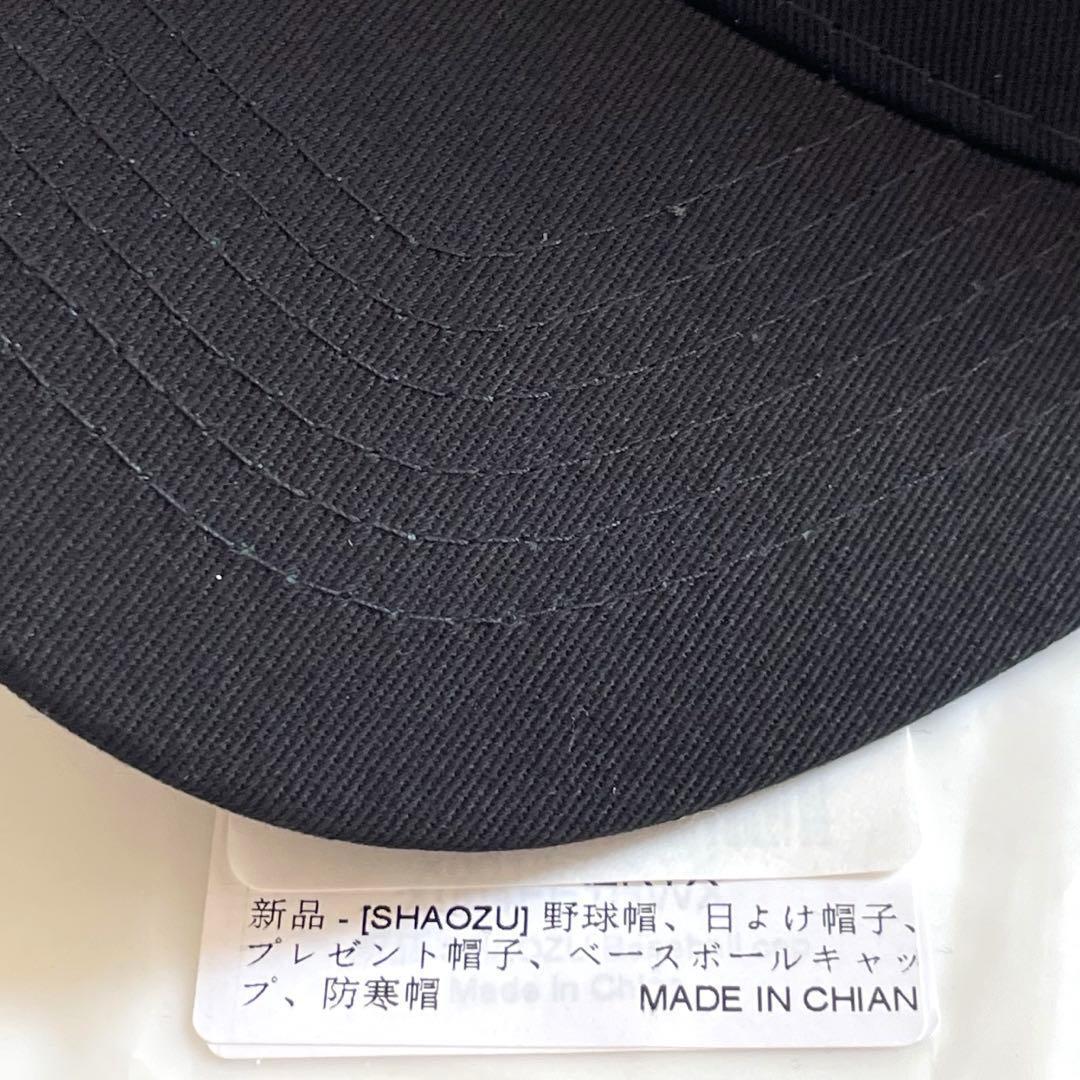 新品 - [SHAOZU] 野球帽、日よけ帽子、
プレゼント帽子、ベースボールキャッ
プ、防寒帽 MADE IN CHIAN